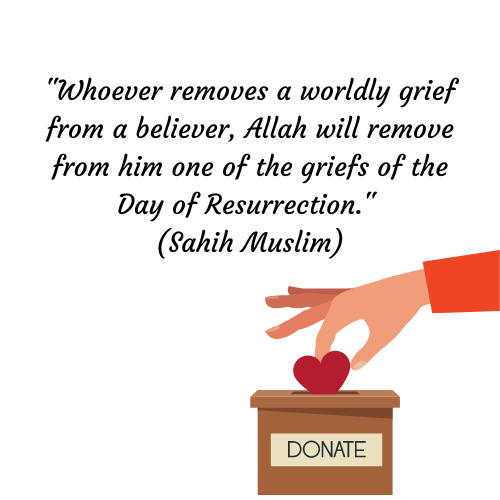 "Whoever removes a worldly grief
from a believer, Allah will remove
from him one of the griefs of the
Day of Resurrection."
(Sahih Muslim)
DONATE